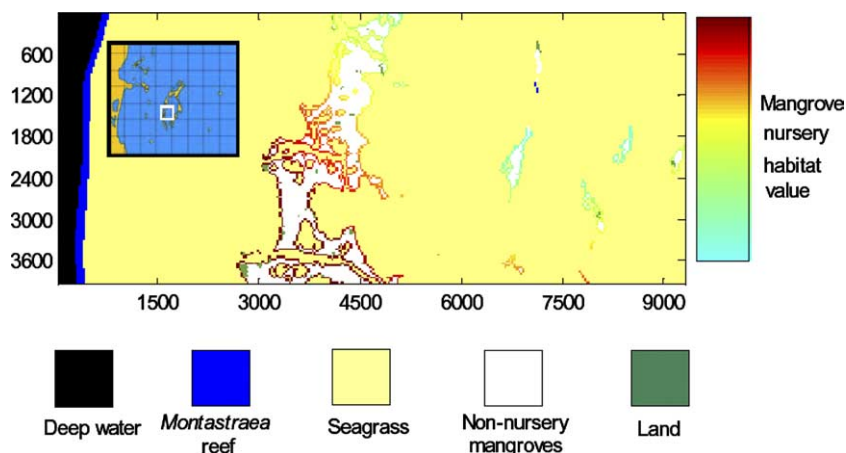 600
1200
1800
2400
3000
3600
1500
3000
4500
6000
7500
9000
Mangrove
nursery
habitat
value
Deep water
Montastraea
reef
Seagrass
Non-nursery
mangroves
Land